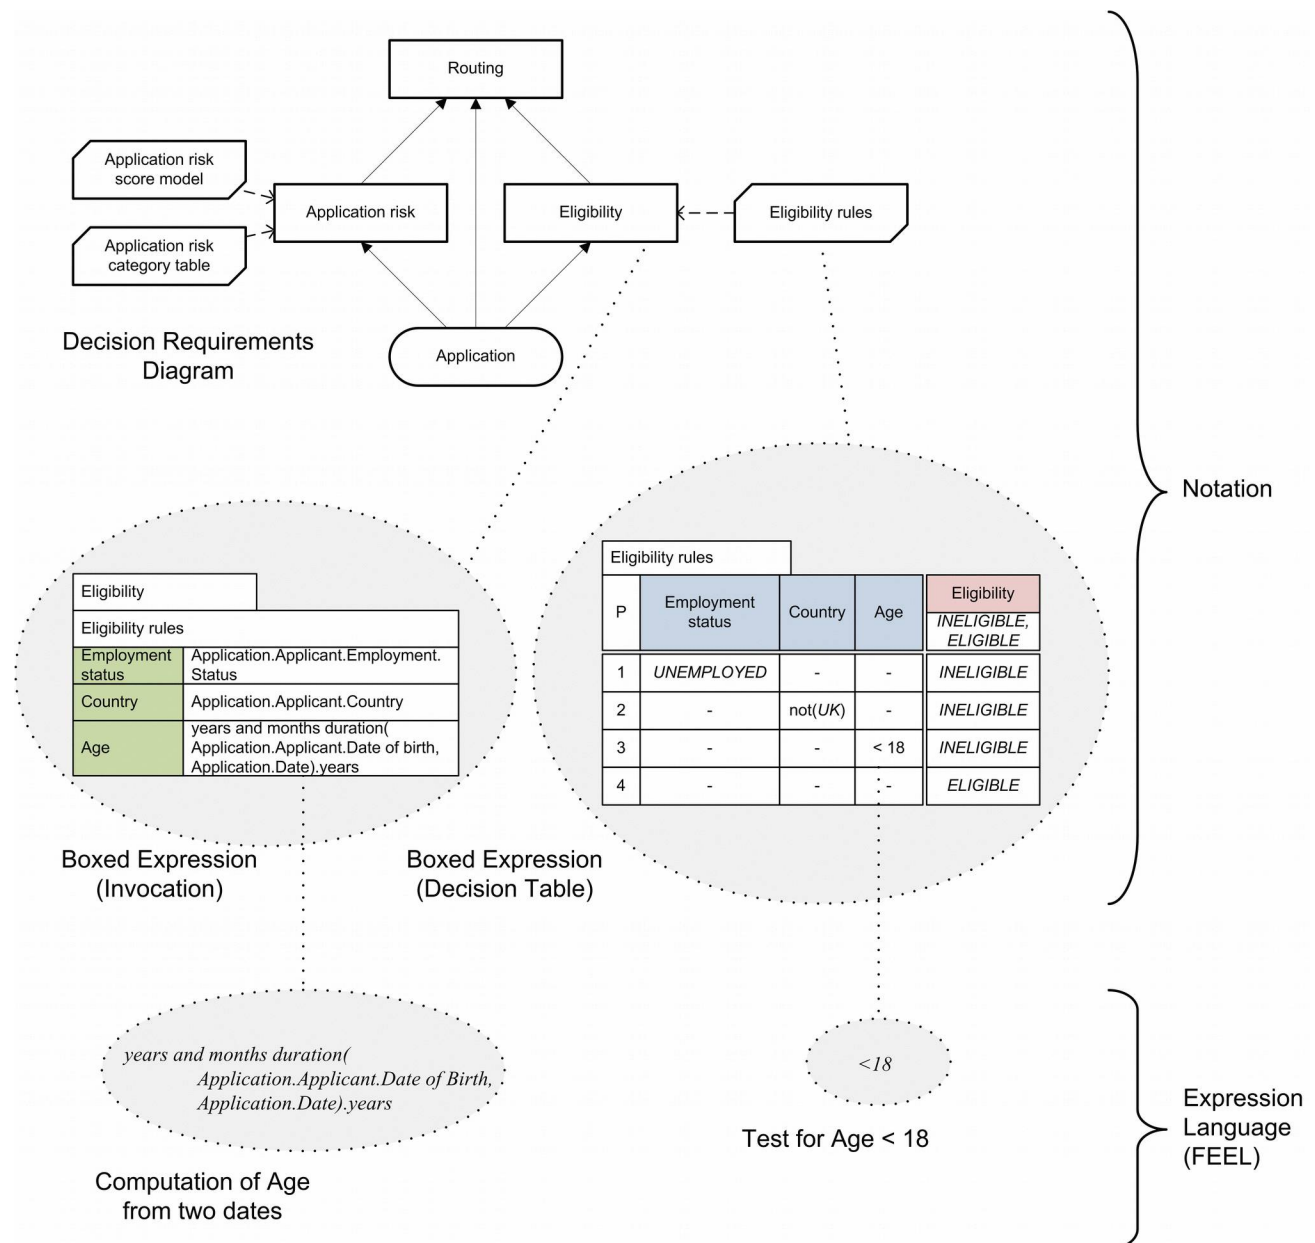 Routing
Application risk
score model
Application risk
Eligibility
Eligibility rules
Application risk
category table
Decision Requirements
Diagram
Application
Notation
Eligibility
Eligibility rules
Employment
status
Application.Applicant.Employment.
Status
Country
Application.Applicant.Country
Age
years and months duration(
Application.Applicant.Date of birth,
Application.Date).years
Boxed Expression
(Invocation)
Eligibility rules
P
Employment
status
Country
Age
Eligibility
INELIGIBLE,
ELIGIBLE
1 UNEMPLOYED - - INELIGIBLE
2 - not(UK) - INELIGIBLE
3 - - < 18 INELIGIBLE
4 - - - ELIGIBLE
Boxed Expression
(Decision Table)
years and months duration(
Application.Applicant.Date of Birth,
Application.Date).years
Computation of Age
from two dates
<18
Test for Age < 18
Expression
Language
(FEEL)